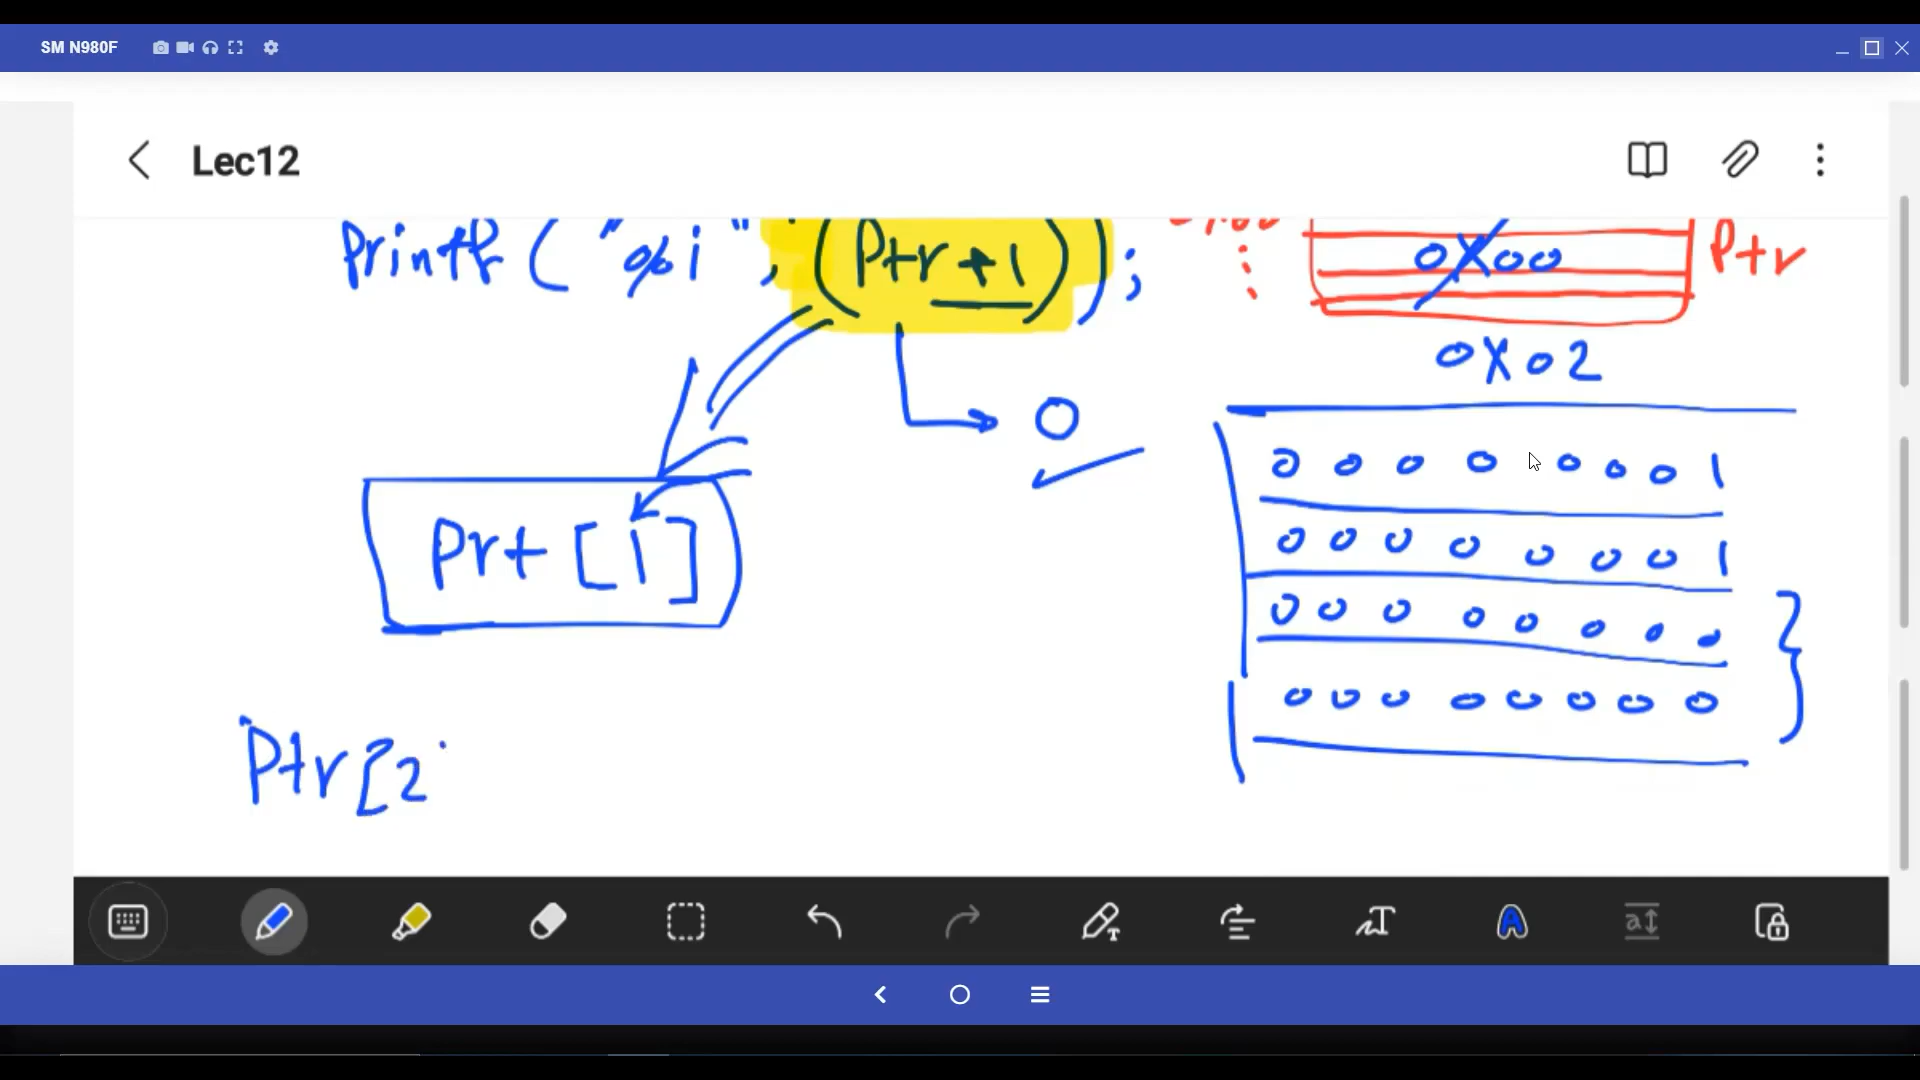 SM N980F
Lec12
Printf ( "%i", *(Ptr+1));
0X00
Ptr
0X02
0
Prt [1]
0 0 0 0 0 0 0 1
0 0 0 0 0 0 0 1
0 0 0 0 0 0 0 0
0 0 0 0 0 0 0 0
Ptr[2